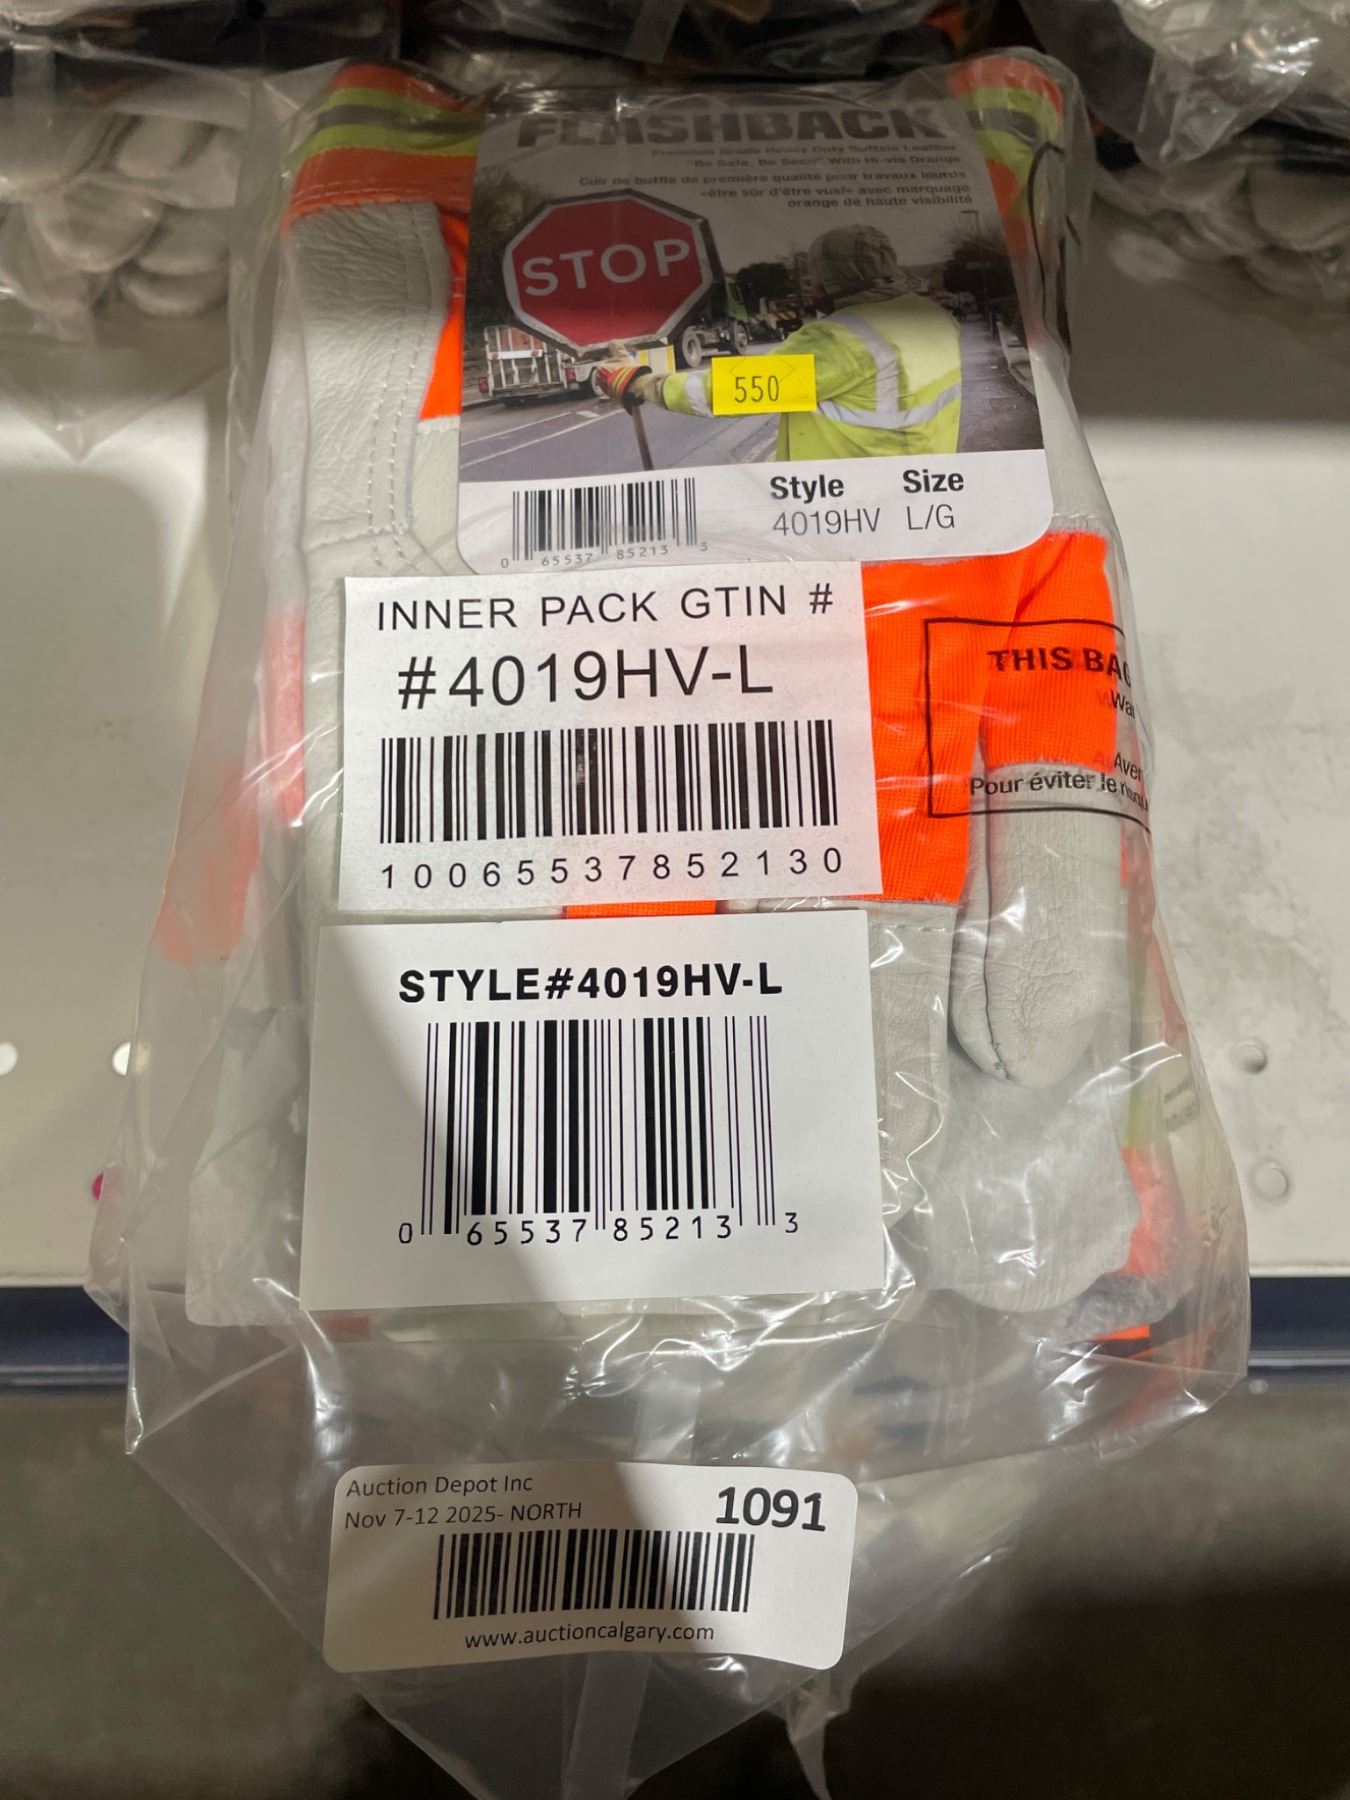 FLASHBACK
Premium Grade Heavy Duty Buffalo Leather
"Be Safe, Be Seen" With Hi-vis Orange
Cuir de buffle de première qualité pour travaux lourds
«être sûr d'être vus!» avec marquage
orange de haute visibilité
STOP
550
Style Size
4019HV L/G
0 65537 85213 3
INNER PACK GTIN #
#4019HV-L
10065537852130
THIS BAG
Pour éviter le
STYLE#4019HV-L
0 65537 85213 3
Auction Depot Inc
Nov 7-12 2025- NORTH
1091
www.auctioncalgary.com